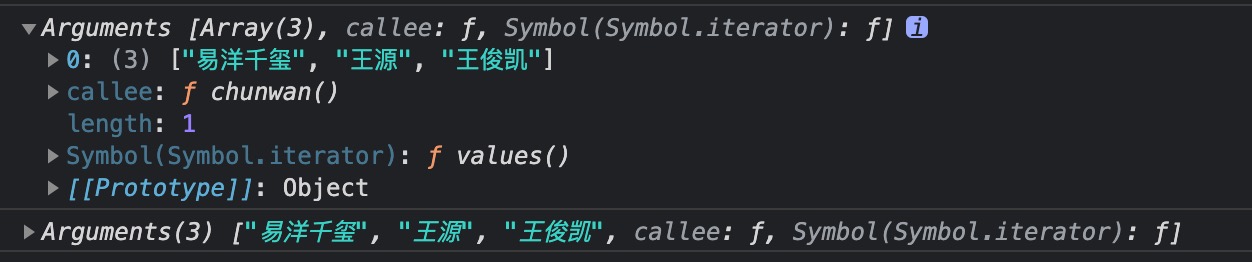 Arguments [Array(3), callee: ƒ, Symbol(Symbol.iterator): ƒ] i
0: (3) ["易洋千玺", "王源", "王俊凯"]
callee: ƒ chunwan()
length: 1
Symbol(Symbol.iterator): ƒ values()
[[Prototype]]: Object
Arguments(3) ["易洋千玺", "王源", "王俊凯", callee: ƒ, Symbol(Symbol.iterator): ƒ]